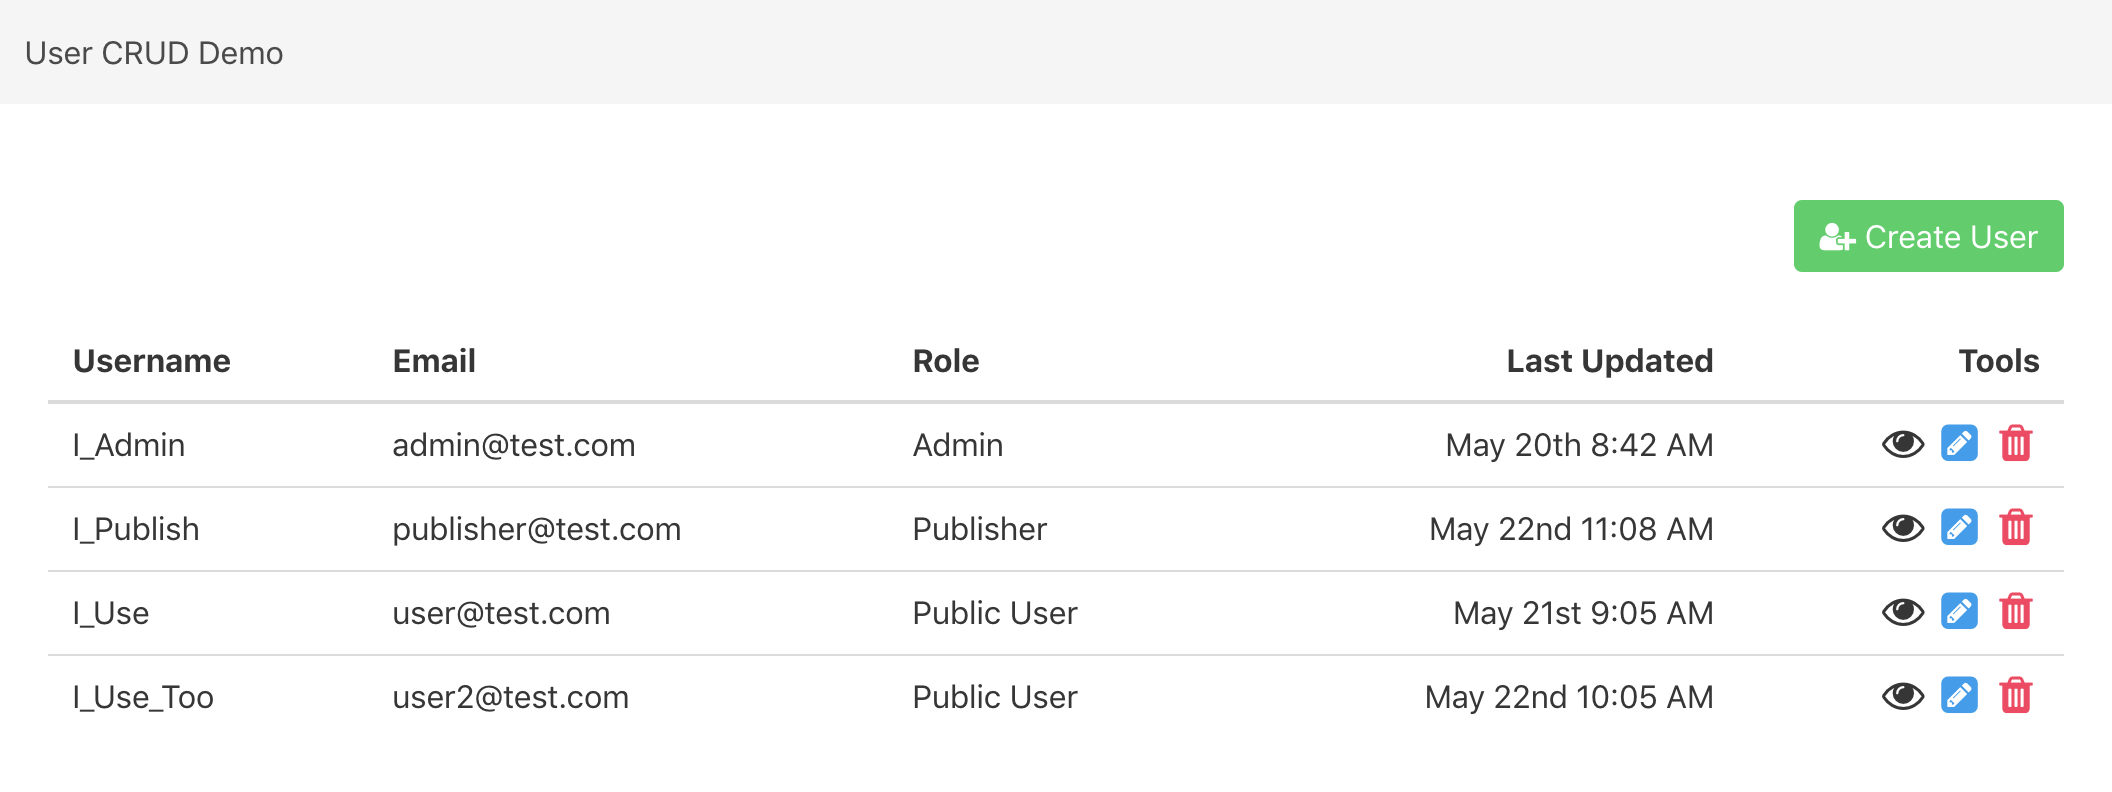 User CRUD Demo
Create User
Username Email Role Last Updated Tools
I_Admin admin@test.com Admin May 20th 8:42 AM
I_Publish publisher@test.com Publisher May 22nd 11:08 AM
I_Use user@test.com Public User May 21st 9:05 AM
I_Use_Too user2@test.com Public User May 22nd 10:05 AM